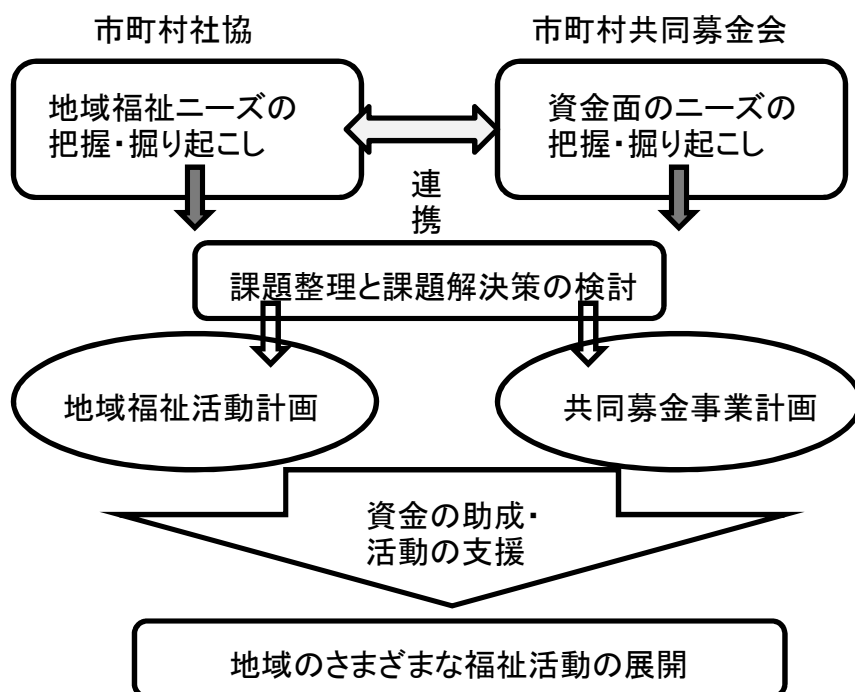 市町村社協
市町村共同募金会
地域福祉ニーズの
把握・掘り起こし
資金面のニーズの
把握・掘り起こし
連
携
課題整理と課題解決策の検討
地域福祉活動計画
共同募金事業計画
資金の助成・
活動の支援
地域のさまざまな福祉活動の展開